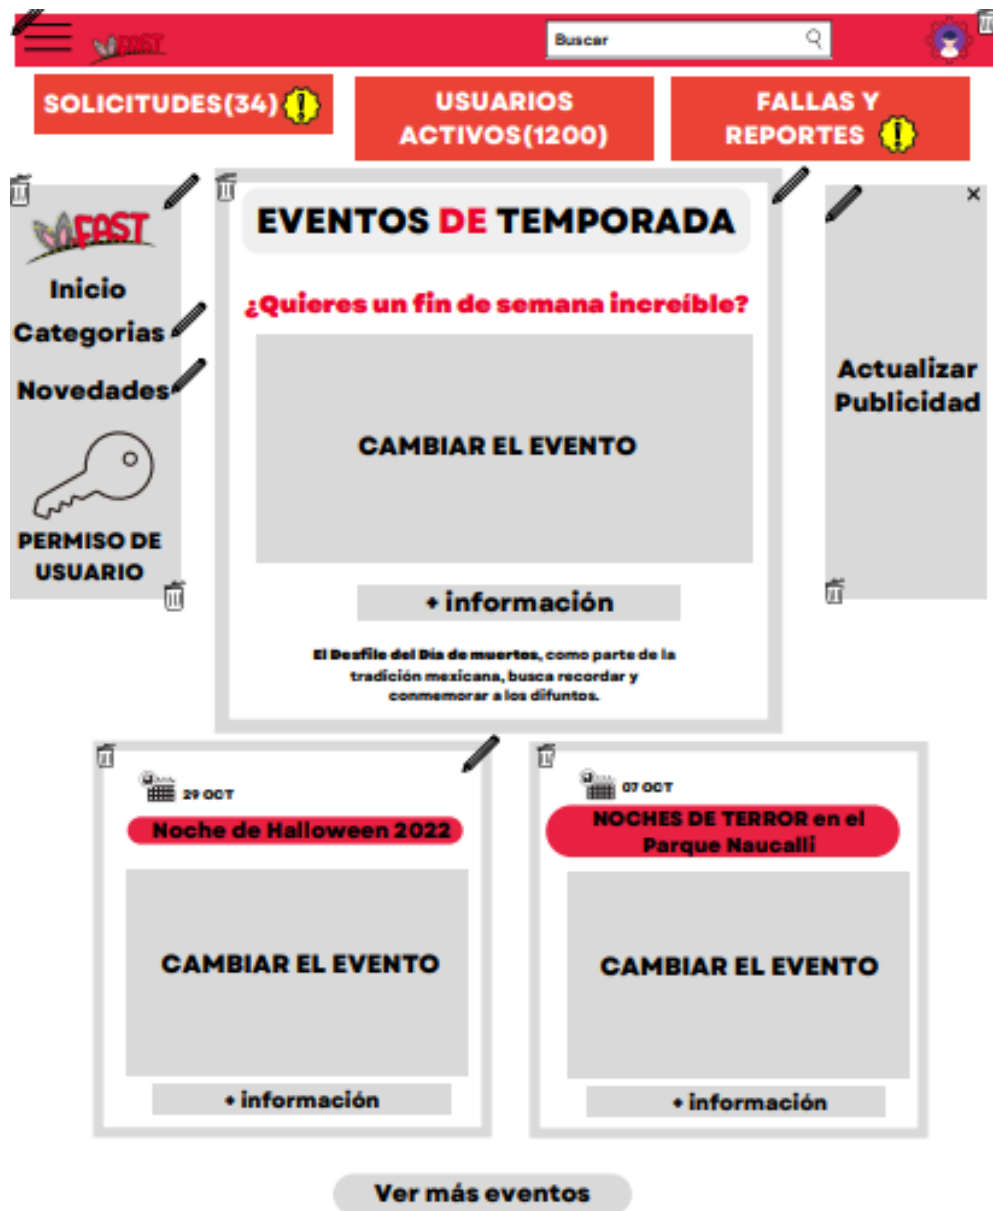 FAST
Buscar
SOLICITUDES(34)
USUARIOS
ACTIVOS(1200)
FALLAS Y
REPORTES
FAST
Inicio
Categorias
Novedades
PERMISO DE
USUARIO
EVENTOS DE TEMPORADA
¿Quieres un fin de semana increíble?
CAMBIAR EL EVENTO
+ información
El Desfile del Día de muertos, como parte de la
tradición mexicana, busca recordar y
conmemorar a los difuntos.
Actualizar
Publicidad
29 OCT
Noche de Halloween 2022
CAMBIAR EL EVENTO
+ información
07 OCT
NOCHES DE TERROR en el
Parque Naucalli
CAMBIAR EL EVENTO
+ información
Ver más eventos